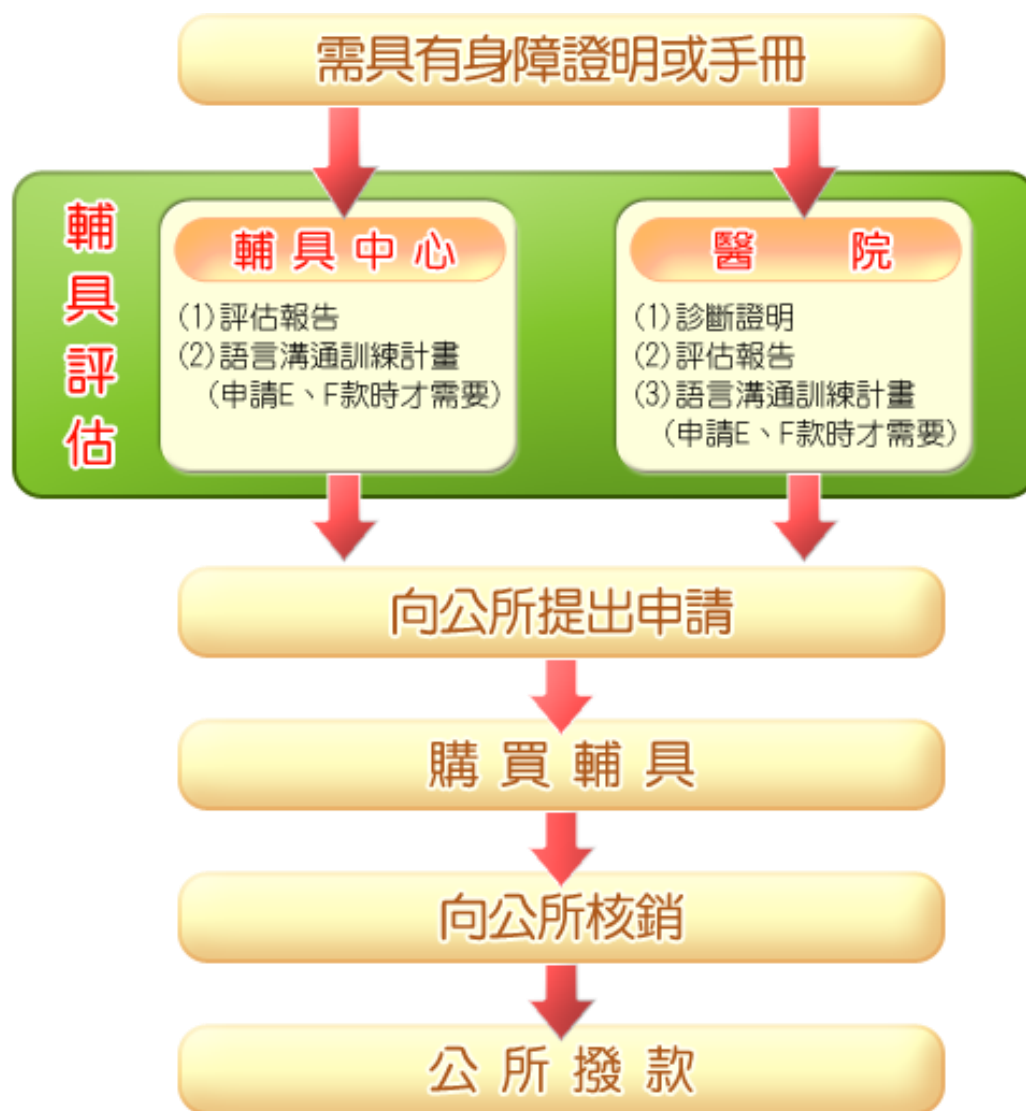 需具有身障證明或手冊
輔具評估
輔具中心
(1)評估報告
(2)語言溝通訓練計畫
(申請E、F款時才需要)
醫 院
(1)診斷證明
(2)評估報告
(3)語言溝通訓練計畫
(申請E、F款時才需要)
向公所提出申請
購買輔具
向公所核銷
公所撥款